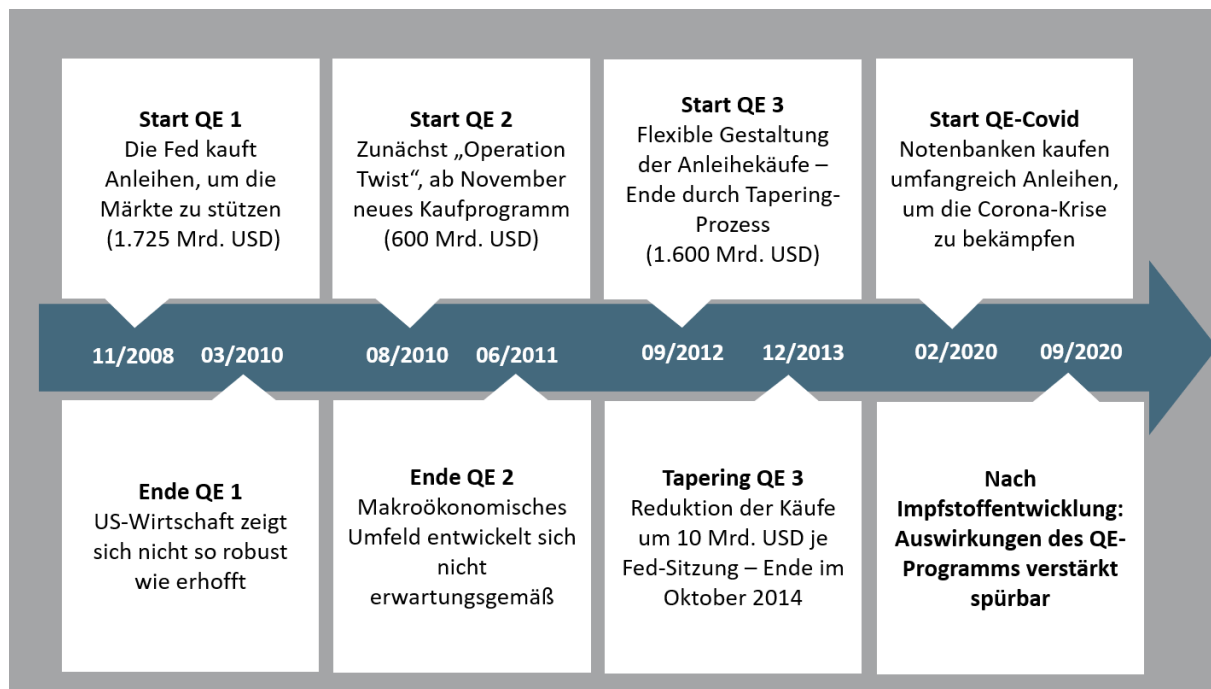 Start QE 1
Die Fed kauft
Anleihen, um die
Märkte zu stützen
(1.725 Mrd. USD)
Start QE 2
Zunächst „Operation
Twist“, ab November
neues Kaufprogramm
(600 Mrd. USD)
Start QE 3
Flexible Gestaltung
der Anleihekäufe –
Ende durch Tapering-
Prozess
(1.600 Mrd. USD)
Start QE-Covid
Notenbanken kaufen
umfangreich Anleihen,
um die Corona-Krise
zu bekämpfen
11/2008
03/2010
08/2010
06/2011
09/2012
12/2013
02/2020
09/2020
Ende QE 1
US-Wirtschaft zeigt
sich nicht so robust
wie erhofft
Ende QE 2
Makroökonomisches
Umfeld entwickelt sich
nicht
erwartungsgemäß
Tapering QE 3
Reduktion der Käufe
um 10 Mrd. USD je
Fed-Sitzung – Ende im
Oktober 2014
Nach
Impfstoffentwicklung:
Auswirkungen des QE-
Programms verstärkt
spürbar